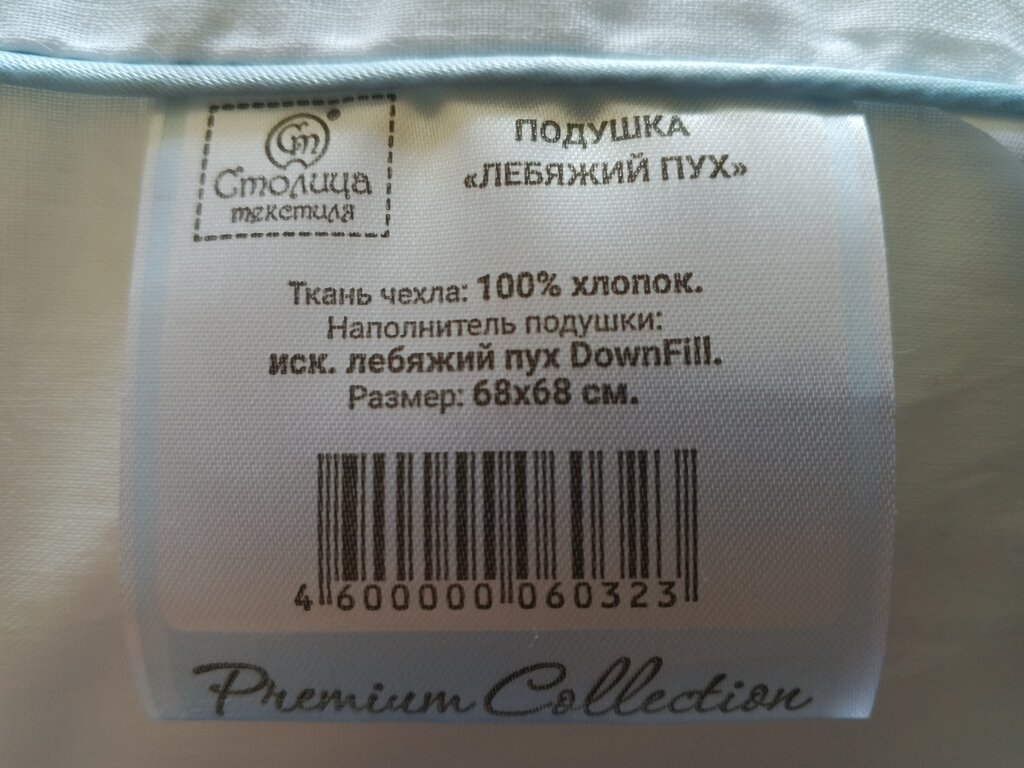 Ст®
Столица
текстиля
ПОДУШКА
«ЛЕБЯЖИЙ ПУХ»
Ткань чехла: 100% хлопок.
Наполнитель подушки:
иск. лебяжий пух DownFill.
Размер: 68х68 см.
4 600000 060323
Premium Collection